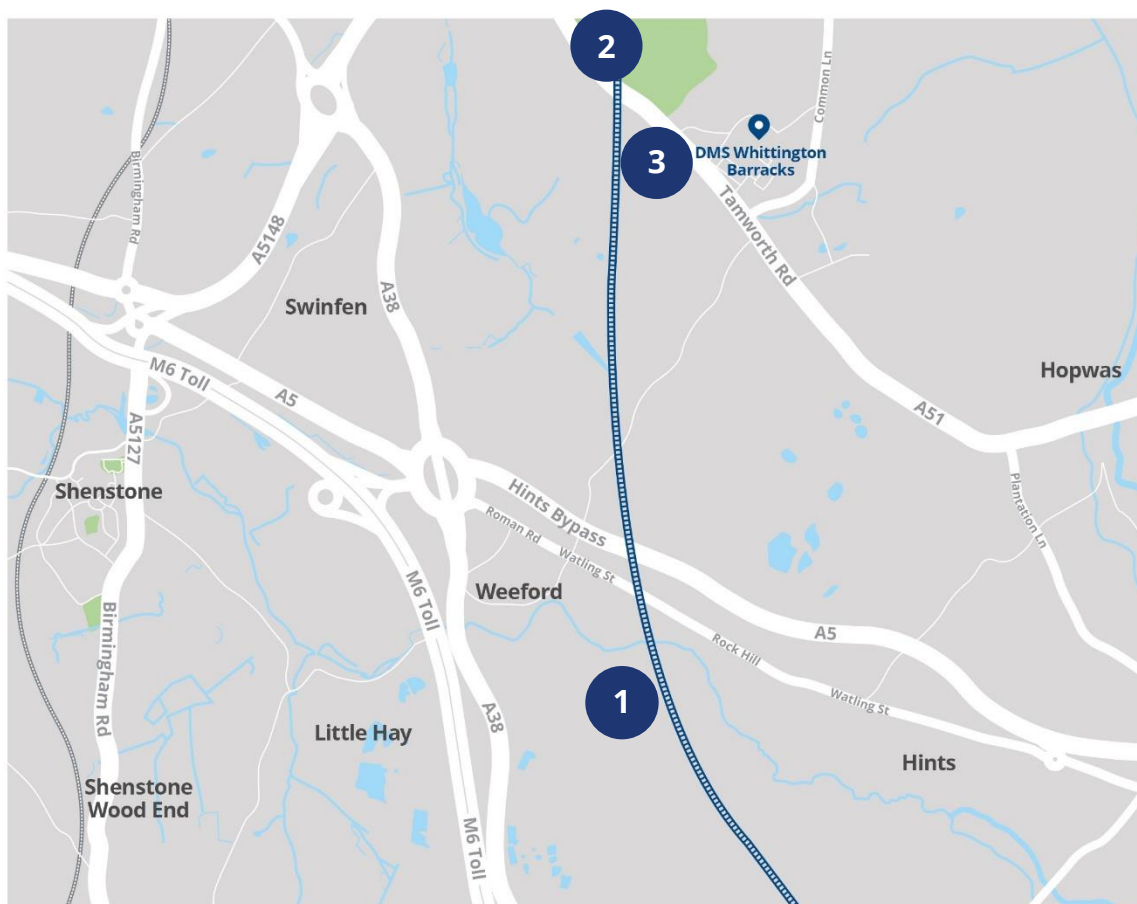 2
Common Ln
DMS Whittington
Barracks
3
Birmingham Rd
A5148
Tamworth Rd
A38
Swinfen
M6 Toll
A5
Hopwas
A51
A5127
Shenstone
Hints Bypass
Roman Rd
Plantation Ln
Watling St
Weeford
M6 Toll
A5
Birmingham Rd
Rock Hill
1
Watling St
A38
Little Hay
Hints
Shenstone
Wood End
M6 Toll